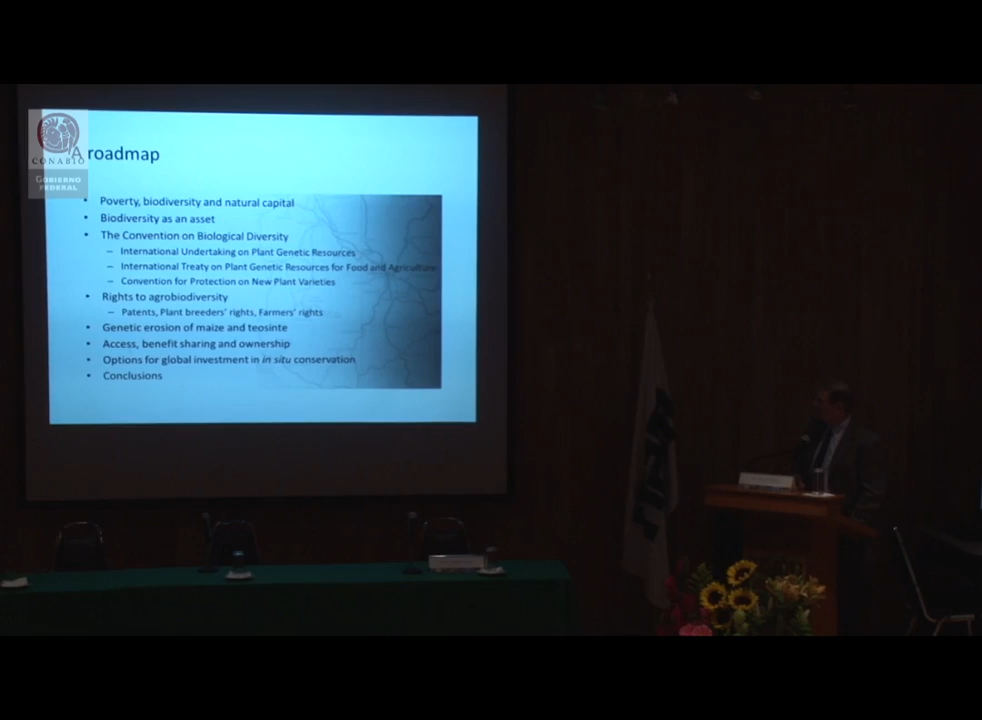 CONABIO
GOBIERNO
FEDERAL
A roadmap
• Poverty, biodiversity and natural capital
• Biodiversity as an asset
• The Convention on Biological Diversity
– International Undertaking on Plant Genetic Resources
– International Treaty on Plant Genetic Resources for Food and Agriculture
– Convention for Protection on New Plant Varieties
• Rights to agrobiodiversity
– Patents, Plant breeders' rights, Farmers' rights
• Genetic erosion of maize and teosinte
• Access, benefit sharing and ownership
• Options for global investment in in situ conservation
• Conclusions